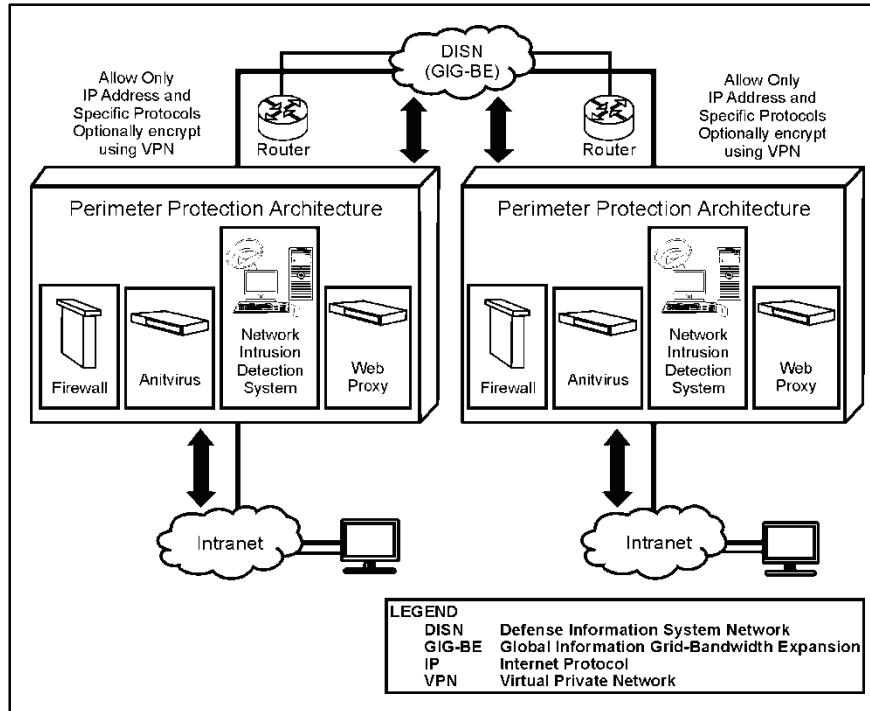 DISN
(GIG-BE)
Allow Only
IP Address and
Specific Protocols
Optionally encrypt
using VPN
Router
Router
Allow Only
IP Address and
Specific Protocols
Optionally encrypt
using VPN
Perimeter Protection Architecture
Firewall
Anitvirus
Network
Intrusion
Detection
System
Web
Proxy
Perimeter Protection Architecture
Firewall
Anitvirus
Network
Intrusion
Detection
System
Web
Proxy
Intranet
Intranet
LEGEND
DISN Defense Information System Network
GIG-BE Global Information Grid-Bandwidth Expansion
IP Internet Protocol
VPN Virtual Private Network